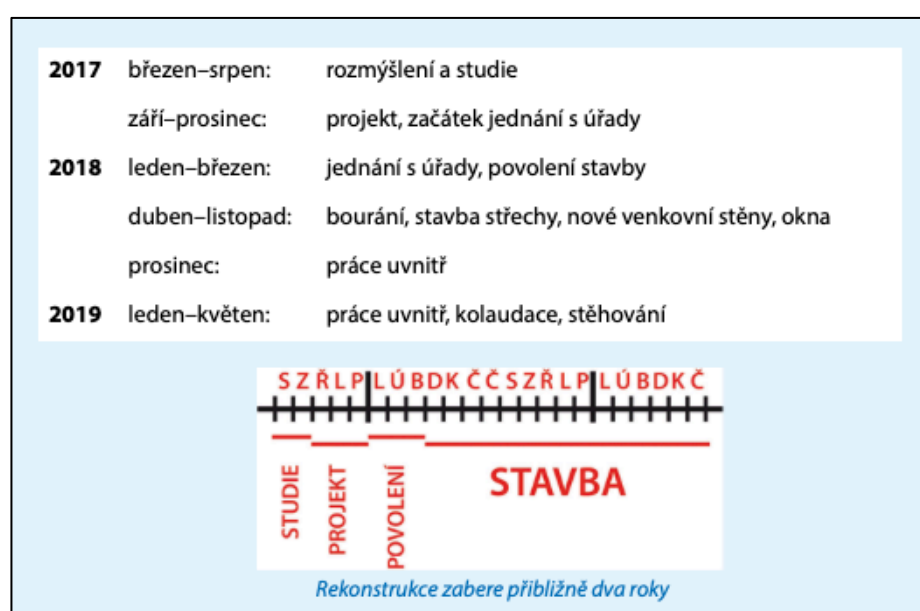 2017 březen–srpen: rozmýšlení a studie
září–prosinec: projekt, začátek jednání s úřady
2018 leden–březen: jednání s úřady, povolení stavby
duben–listopad: bourání, stavba střechy, nové venkovní stěny, okna
prosinec: práce uvnitř
2019 leden–květen: práce uvnitř, kolaudace, stěhování
S Z Ř L P L Ú B D K Č Č S Z Ř L P L Ú B D K Č
STUDIE
PROJEKT
POVOLENÍ
STAVBA
Rekonstrukce zabere přibližně dva roky